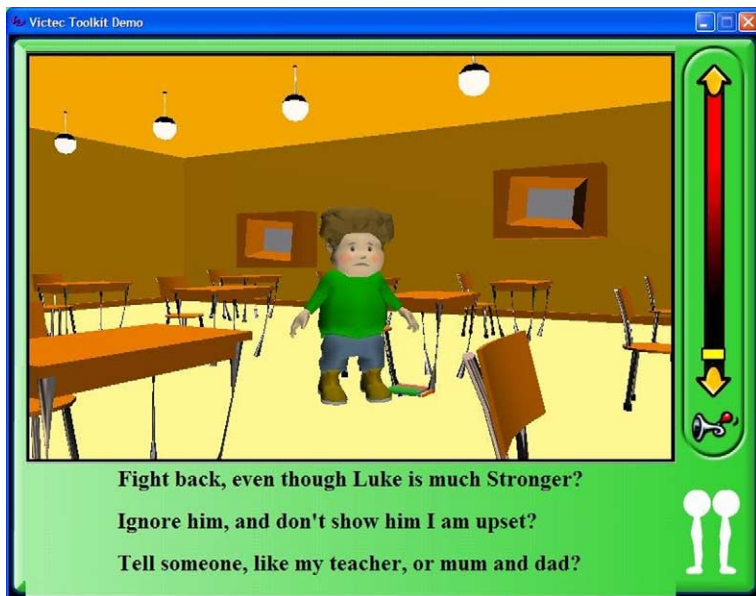 Victec Toolkit Demo
Fight back, even though Luke is much Stronger?
Ignore him, and don't show him I am upset?
Tell someone, like my teacher, or mum and dad?